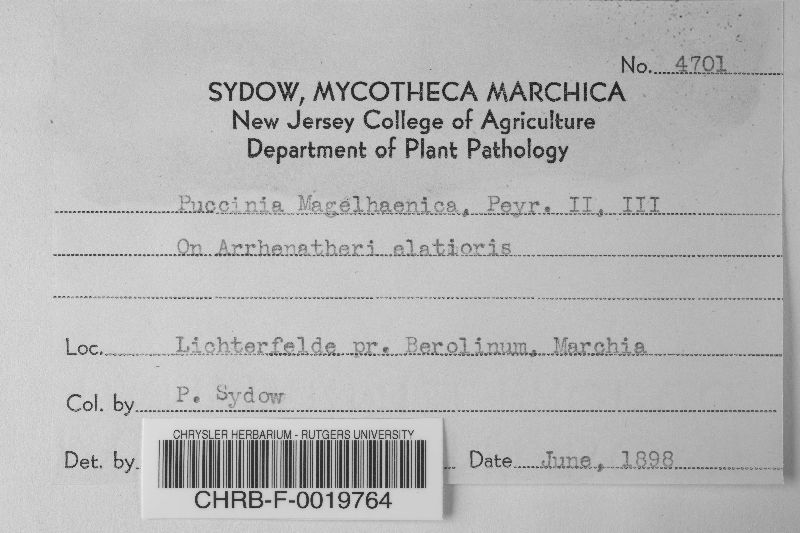 No. 4701
SYDOW, MYCOTHECA MARCHICA
New Jersey College of Agriculture
Department of Plant Pathology
Puccinia Magelhaenica, Peyr. II, III
On Arrhenatheri elatioris
Loc. Lichterfelde pr. Berolinum, Marchia
Col. by P. Sydow
Det. by Date June, 1898
CHRYSLER HERBARIUM - RUTGERS UNIVERSITY
CHRB-F-0019764